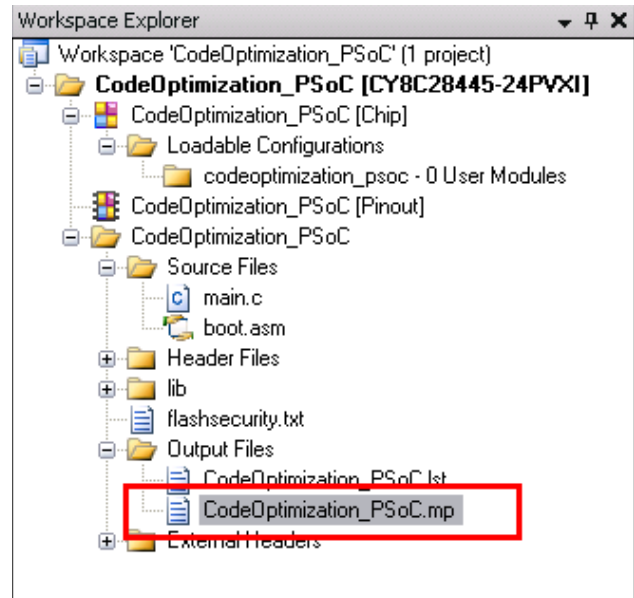 Workspace Explorer
Workspace 'CodeOptimization_PSoC' (1 project)
CodeOptimization_PSoC [CY8C28445-24PVXI]
CodeOptimization_PSoC [Chip]
Loadable Configurations
codeoptimization_psoc - 0 User Modules
CodeOptimization_PSoC [Pinout]
CodeOptimization_PSoC
Source Files
main.c
boot.asm
Header Files
lib
flashsecurity.txt
Output Files
CodeOptimization_PSoC.lst
CodeOptimization_PSoC.mp
External Headers